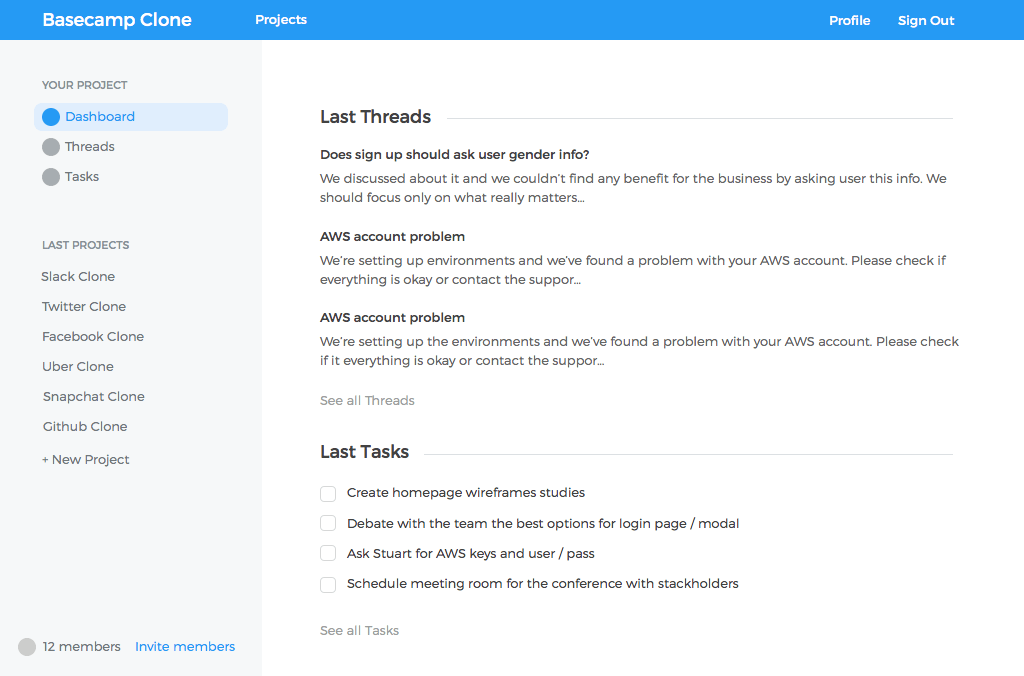 Basecamp Clone
Projects
Profile
Sign Out
YOUR PROJECT
Dashboard
Threads
Tasks
LAST PROJECTS
Slack Clone
Twitter Clone
Facebook Clone
Uber Clone
Snapchat Clone
Github Clone
+ New Project
12 members
Invite members
Last Threads
Does sign up should ask user gender info?
We discussed about it and we couldn’t find any benefit for the business by asking user this info. We
should focus only on what really matters...
AWS account problem
We’re setting up environments and we’ve found a problem with your AWS account. Please check if
everything is okay or contact the suppor...
AWS account problem
We’re setting up the environments and we’ve found a problem with your AWS account. Please check
if it everything is okay or contact the suppor...
See all Threads
Last Tasks
Create homepage wireframes studies
Debate with the team the best options for login page / modal
Ask Stuart for AWS keys and user / pass
Schedule meeting room for the conference with stackholders
See all Tasks